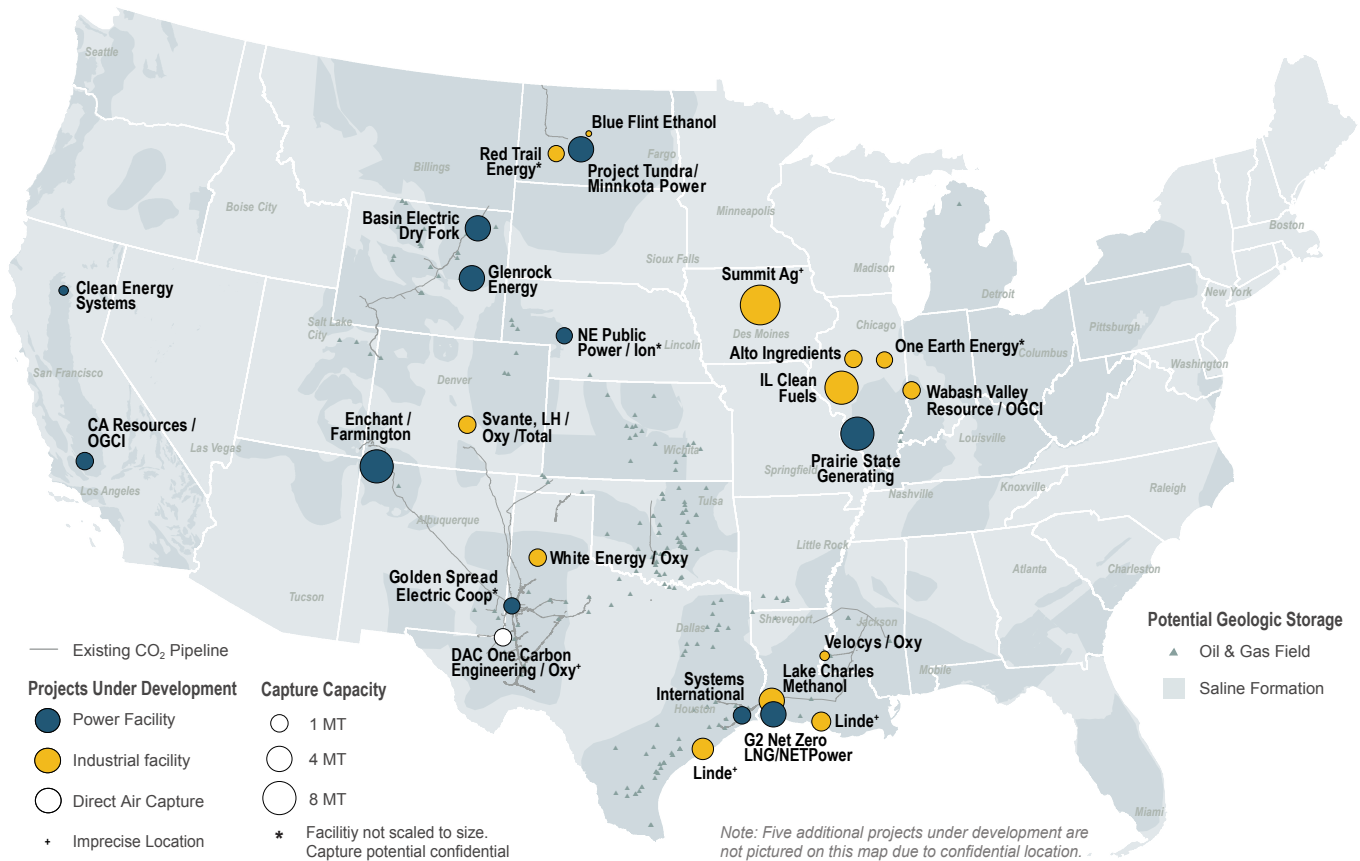 Seattle
Blue Flint Ethanol
Red Trail
Energy*
Fargo
Project Tundra/
Minnkota Power
Billings
Boise City
Basin Electric
Dry Fork
Minneapolis
Boston
Glenrock
Energy
Sioux Falls
Madison
Summit Ag+
Clean Energy
Systems
Detroit
New York
Salt Lake
City
NE Public
Power / Ion*
Lincoln
Des Moines
Chicago
Pittsburgh
Alto Ingredients
One Earth Energy*
Columbus
Washington
San Francisco
Denver
IL Clean
Fuels
Wabash Valley
Resource / OGCI
CA Resources /
OGCI
Las Vegas
Enchant /
Farmington
Svante, LH /
Oxy /Total
Wichita
Louisville
Prairie State
Generating
Springfield
Los Angeles
Nashville
Knoxville
Raleigh
Tulsa
Albuquerque
Little Rock
White Energy / Oxy
Atlanta
Charleston
Golden Spread
Electric Coop*
Tucson
Dallas
Shreveport
Jackson
Velocys / Oxy
DAC One Carbon
Engineering / Oxy+
Lake Charles
Methanol
Mobile
Systems
International
Houston
Linde+
G2 Net Zero
LNG/NETPower
Linde+
Miami
Existing CO₂ Pipeline
Projects Under Development
Power Facility
Industrial facility
Direct Air Capture
+ Imprecise Location
Capture Capacity
1 MT
4 MT
8 MT
* Facilitiy not scaled to size.
Capture potential confidential
Potential Geologic Storage
Oil & Gas Field
Saline Formation
Note: Five additional projects under development are
not pictured on this map due to confidential location.